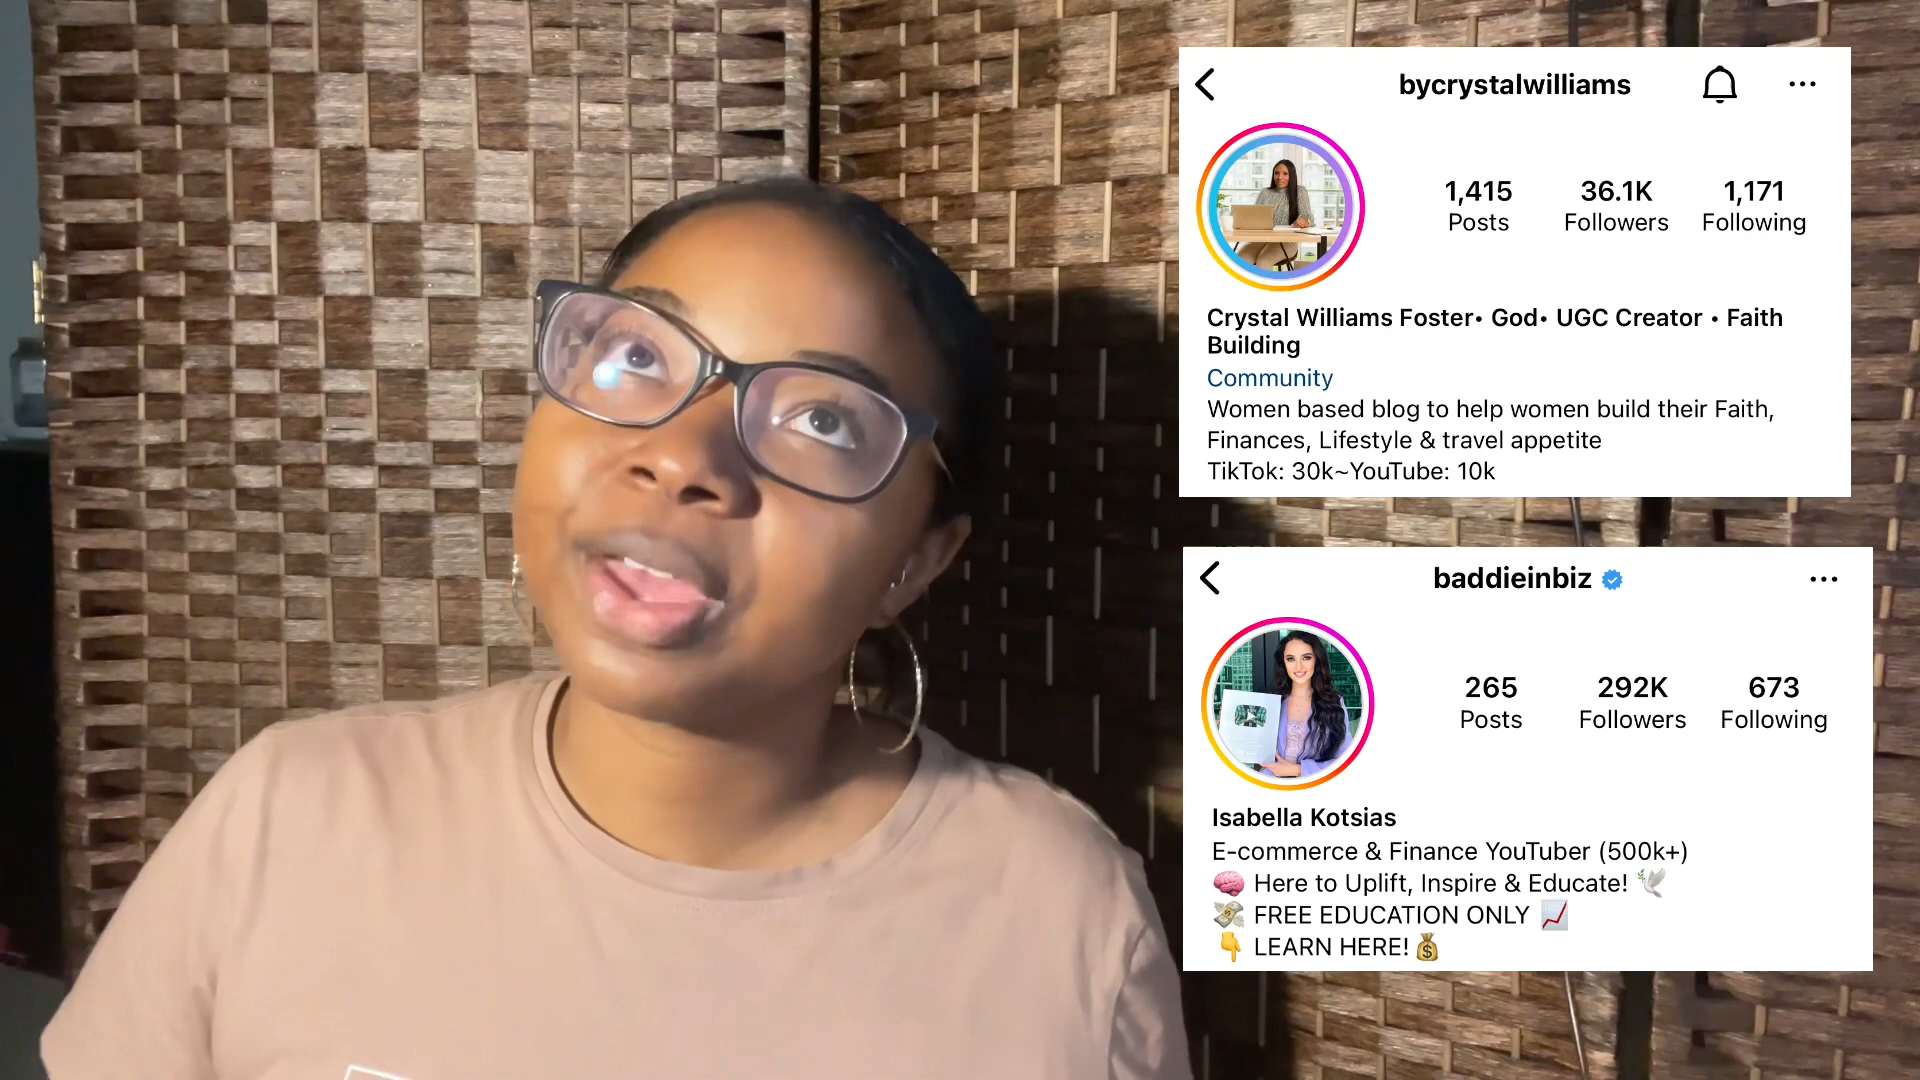 bycrystalwilliams
1,415 36.1K 1,171
Posts Followers Following
Crystal Williams Foster• God• UGC Creator • Faith
Building
Community
Women based blog to help women build their Faith,
Finances, Lifestyle & travel appetite
TikTok: 30k~YouTube: 10k
baddieinbiz
265 292K 673
Posts Followers Following
Isabella Kotsias
E-commerce & Finance YouTuber (500k+)
🧠 Here to Uplift, Inspire & Educate! 🕊️
💸 FREE EDUCATION ONLY 📈
👇 LEARN HERE!💰